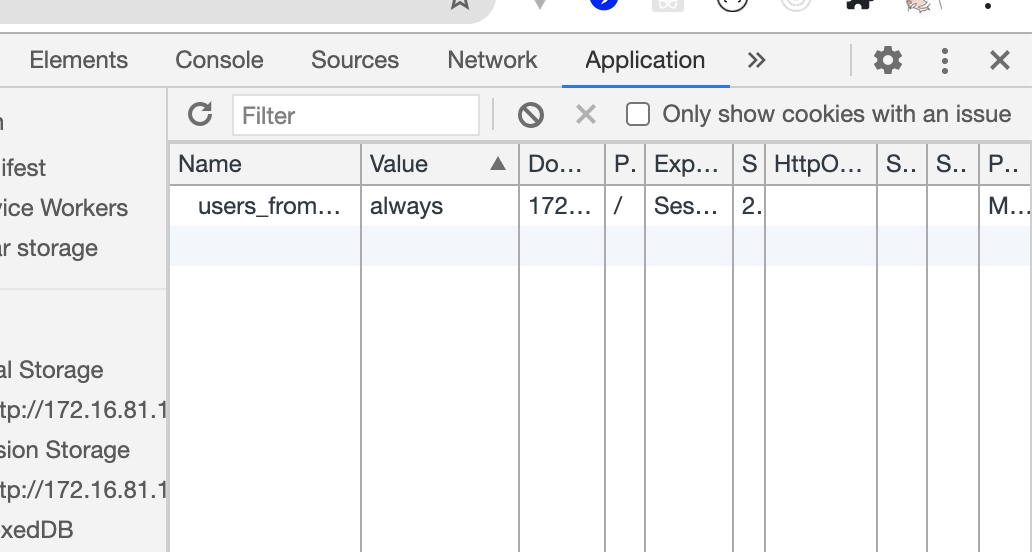 Elements Console Sources Network Application
Filter Only show cookies with an issue
Name Value Do... P. Exp... S HttpO... S.. S.. P..
ifest
vice Workers users_from... always 172... / Ses... 2. M...
ar storage
al Storage
tp://172.16.81.1
sion Storage
tp://172.16.81.1
xedDB